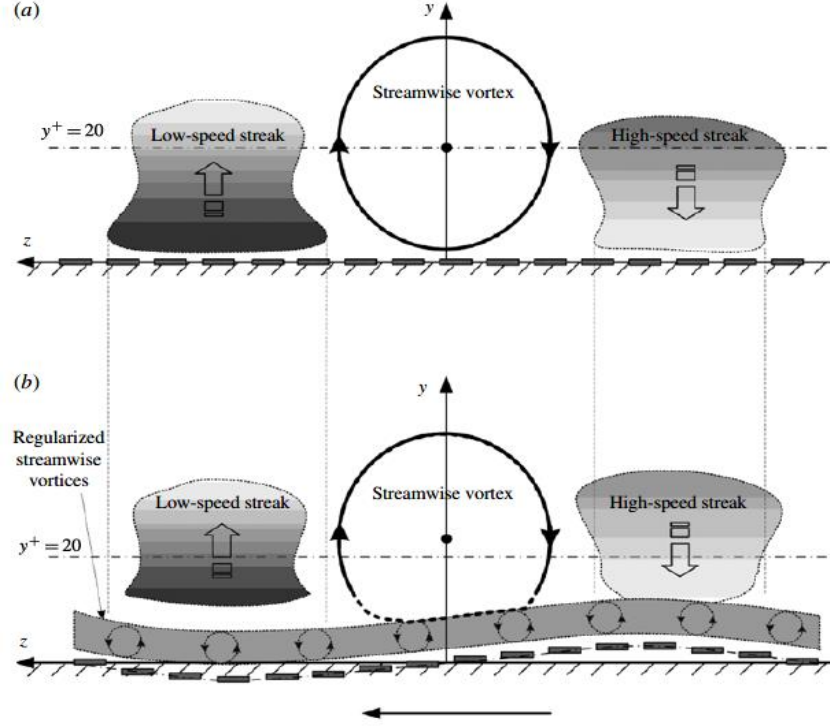 (a)
y
Streamwise vortex
y⁺ = 20
Low-speed streak
High-speed streak
z
(b)
y
Regularized
streamwise
vortices
Low-speed streak
Streamwise vortex
High-speed streak
y⁺ = 20
z